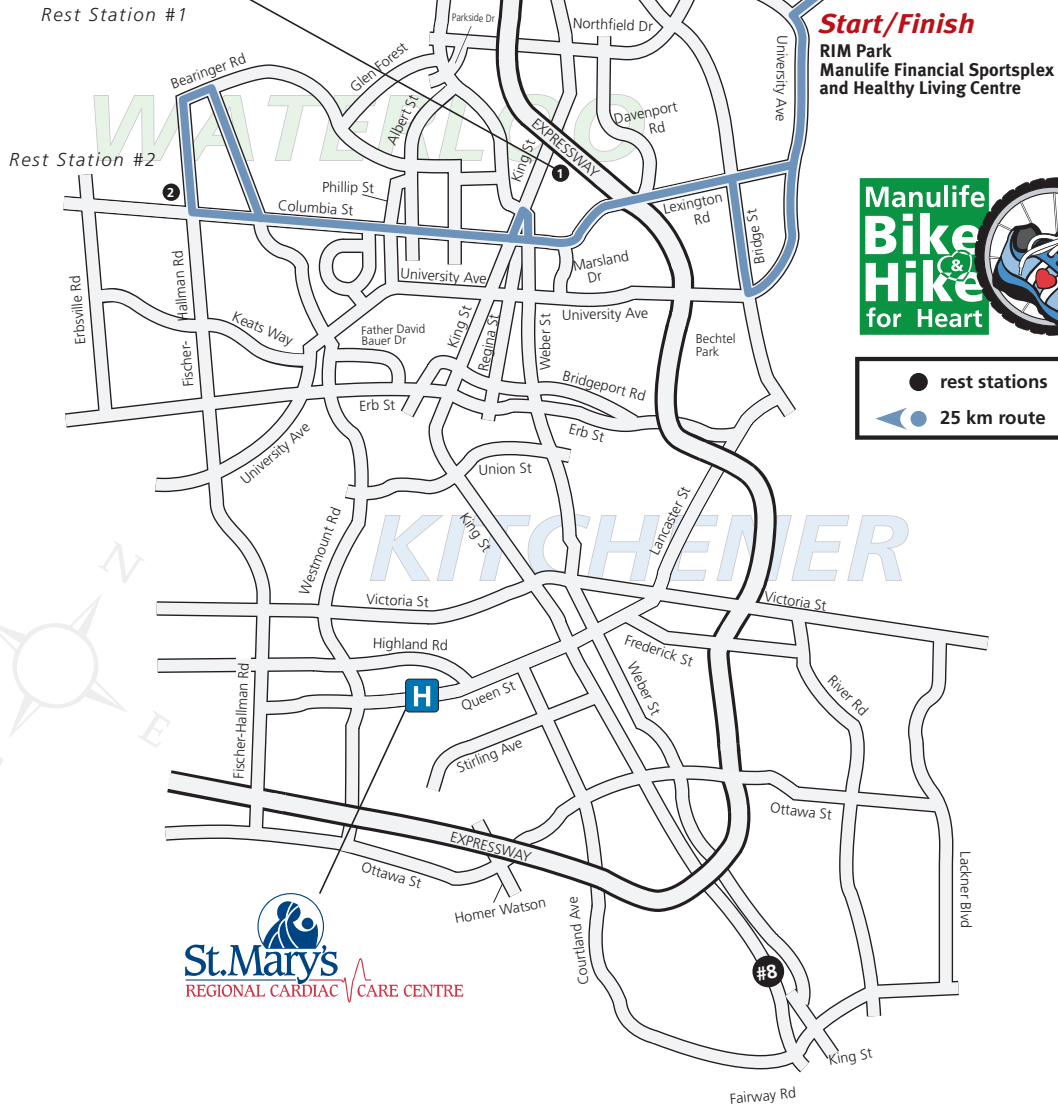 Rest Station #1
Parkside Dr
Northfield Dr
Start/Finish
RIM Park
Manulife Financial Sportsplex
and Healthy Living Centre
University Ave
Bearinger Rd
Glen Forest
Albert St
WATERLOO
Davenport
Rd
EXPRESSWAY
King St
Rest Station #2
1
2
Phillip St
Columbia St
Lexington
Rd
Bridge St
Manulife
Bike
&
Hike
for Heart
Marsland
Dr
University Ave
University Ave
Erbsville Rd
Fischer-
Hallman Rd
Keats Way
Father David
Bauer Dr
King St
Regina St
Weber St
Bechtel
Park
Bridgeport Rd
Erb St
Erb St
rest stations
25 km route
University Ave
Union St
Westmount Rd
King St
Lancaster St
KITCHENER
N
Victoria St
Victoria St
Highland Rd
Frederick St
H
Queen St
Weber St
River Rd
Fischer-Hallman Rd
E
Stirling Ave
Ottawa St
EXPRESSWAY
Ottawa St
Homer Watson
Courtland Ave
Lackner Blvd
St.Mary's
REGIONAL CARDIAC CARE CENTRE
#8
King St
Fairway Rd